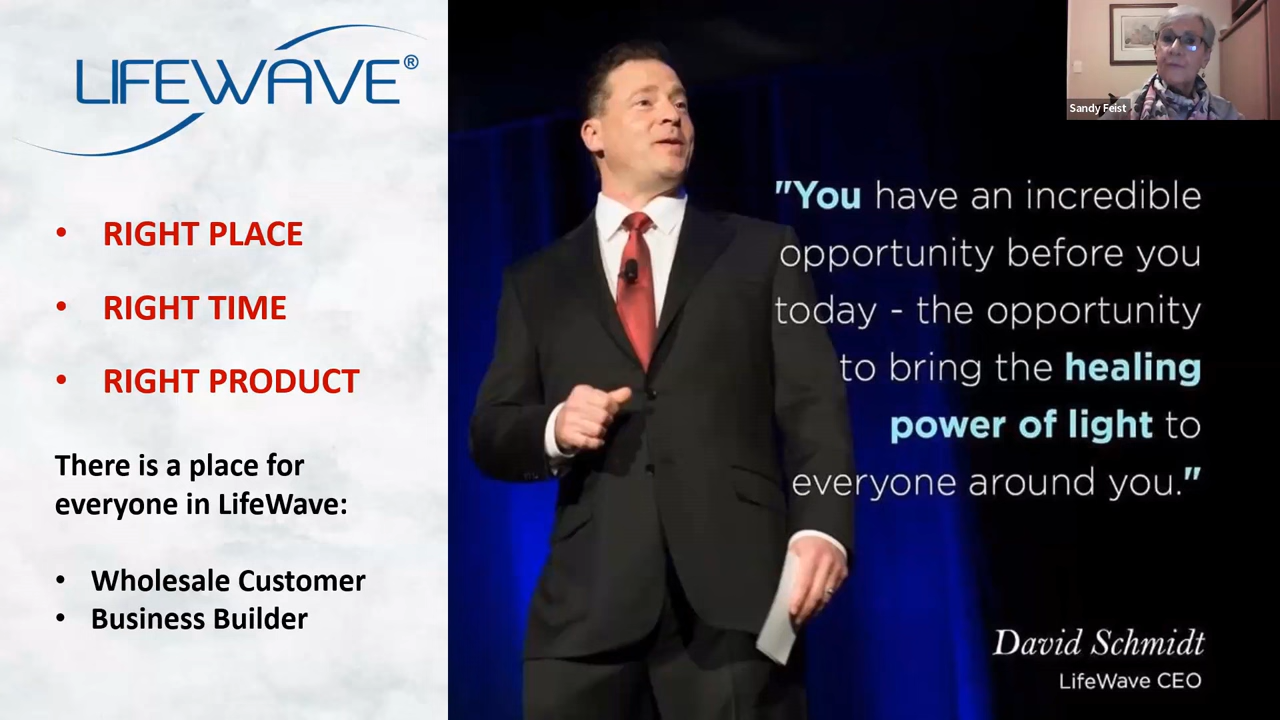 LIFEWAVE®
• RIGHT PLACE
• RIGHT TIME
• RIGHT PRODUCT
There is a place for
everyone in LifeWave:
• Wholesale Customer
• Business Builder
Sandy Feist
"You have an incredible
opportunity before you
today - the opportunity
to bring the healing
power of light to
everyone around you."
David Schmidt
LifeWave CEO